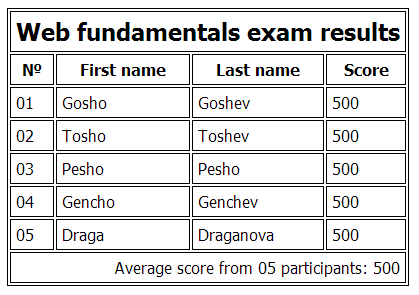 Web fundamentals exam results
№ First name Last name Score
01 Gosho Goshev 500
02 Tosho Toshev 500
03 Pesho Pesho 500
04 Gencho Genchev 500
05 Draga Draganova 500
Average score from 05 participants: 500